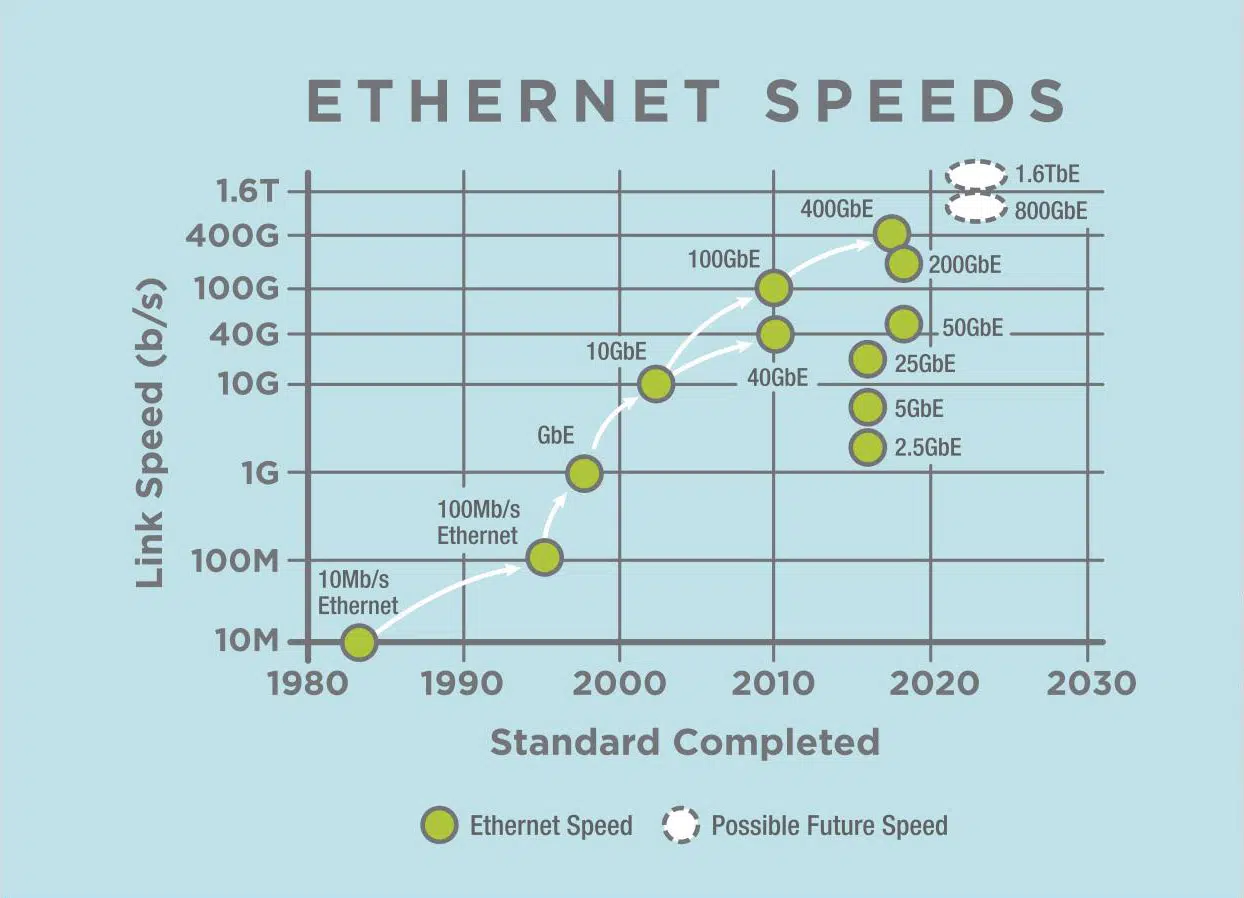 ETHERNET SPEEDS
Link Speed (b/s)
1.6T
400G
100G
40G
10G
1G
100M
10M
1.6TbE
800GbE
400GbE
200GbE
100GbE
50GbE
40GbE
25GbE
10GbE
5GbE
2.5GbE
GbE
100Mb/s
Ethernet
10Mb/s
Ethernet
1980 1990 2000 2010 2020 2030
Standard Completed
Ethernet Speed Possible Future Speed